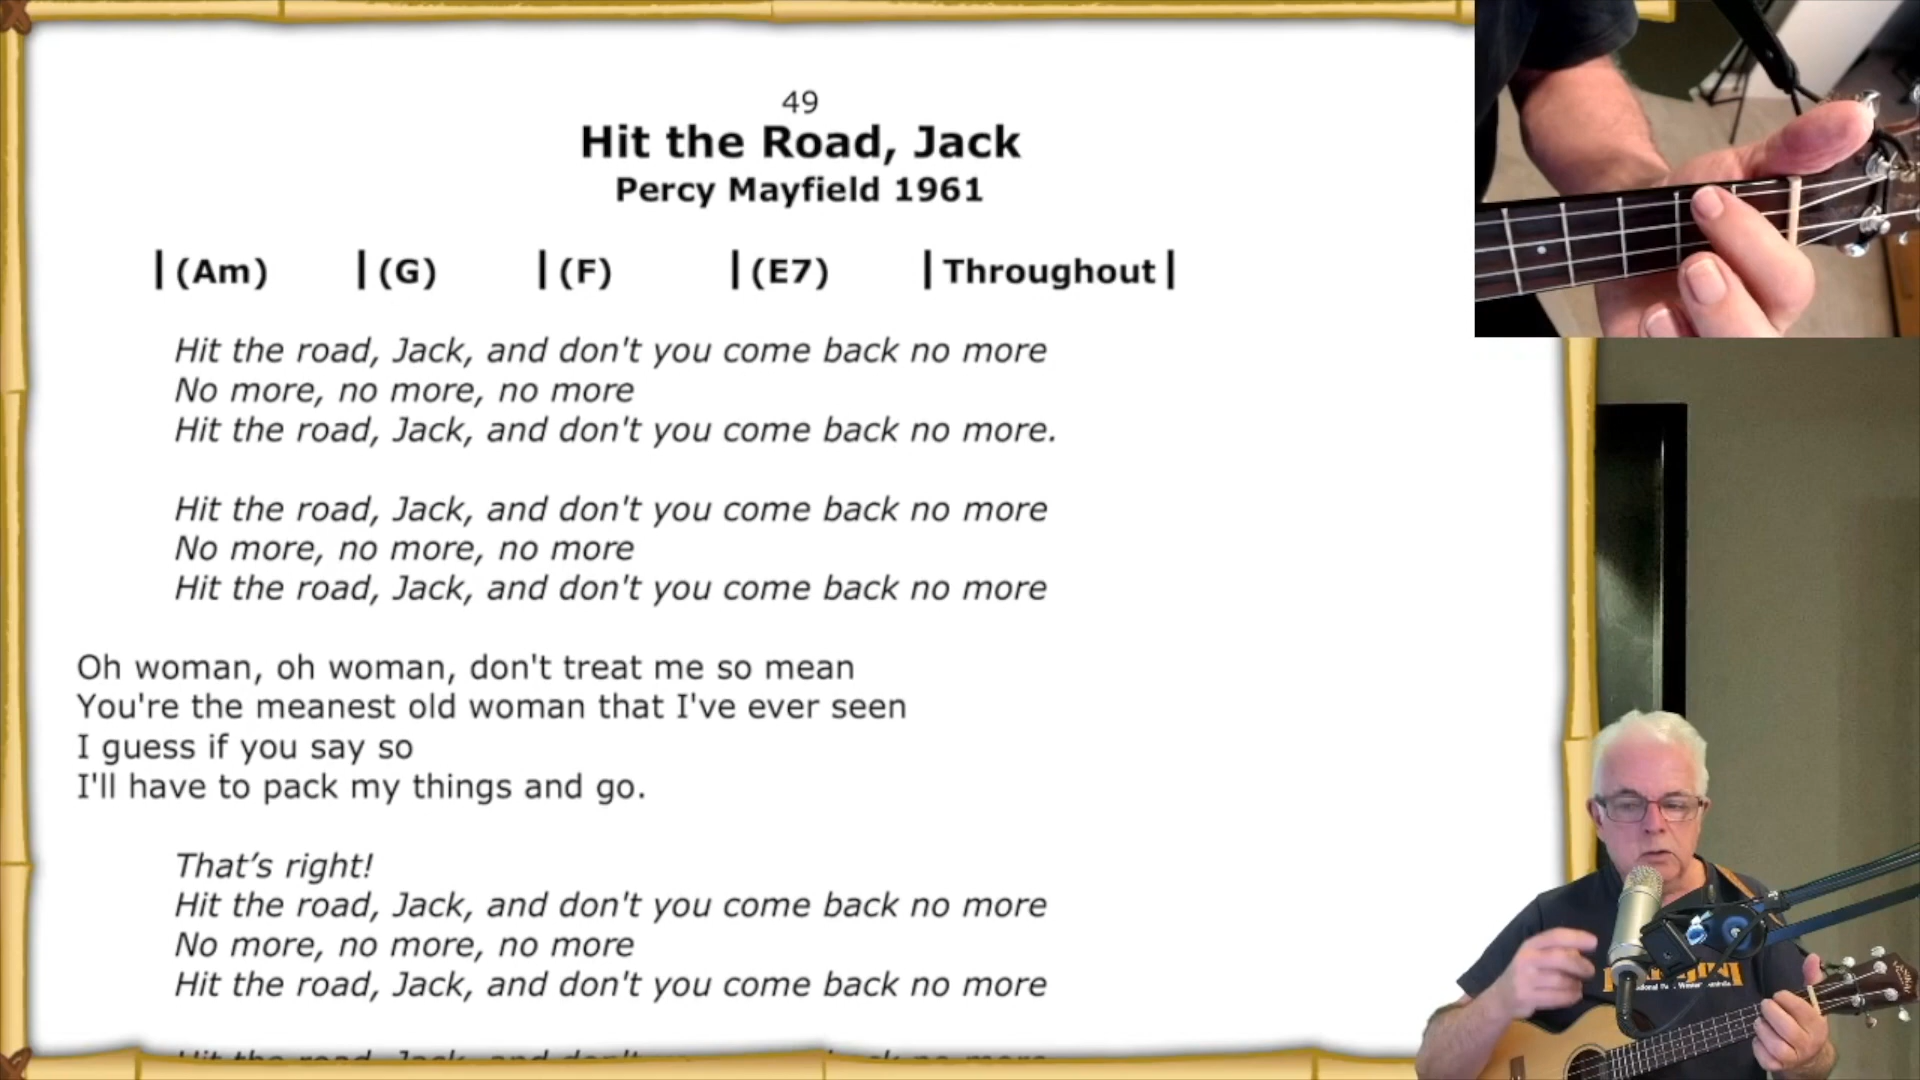 49
Hit the Road, Jack
Percy Mayfield 1961
|(Am) |(G) |(F) |(E7) |Throughout|
Hit the road, Jack, and don't you come back no more
No more, no more, no more
Hit the road, Jack, and don't you come back no more.
Hit the road, Jack, and don't you come back no more
No more, no more, no more
Hit the road, Jack, and don't you come back no more
Oh woman, oh woman, don't treat me so mean
You're the meanest old woman that I've ever seen
I guess if you say so
I'll have to pack my things and go.
That’s right!
Hit the road, Jack, and don't you come back no more
No more, no more, no more
Hit the road, Jack, and don't you come back no more